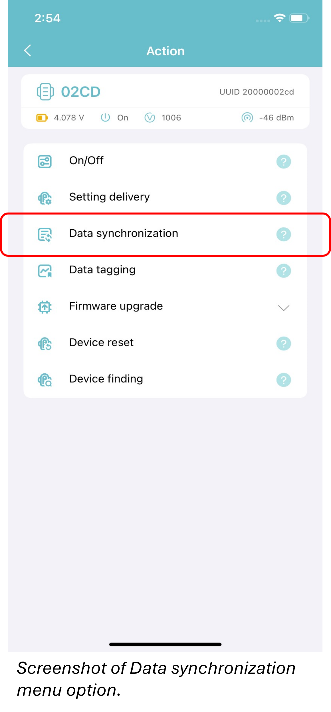 2:54
Action
02CD
UUID 20000002cd
4.078 V
On
1006
-46 dBm
On/Off
?
Setting delivery
?
Data synchronization
?
Data tagging
?
Firmware upgrade
Device reset
?
Device finding
?
Screenshot of Data synchronization
menu option.